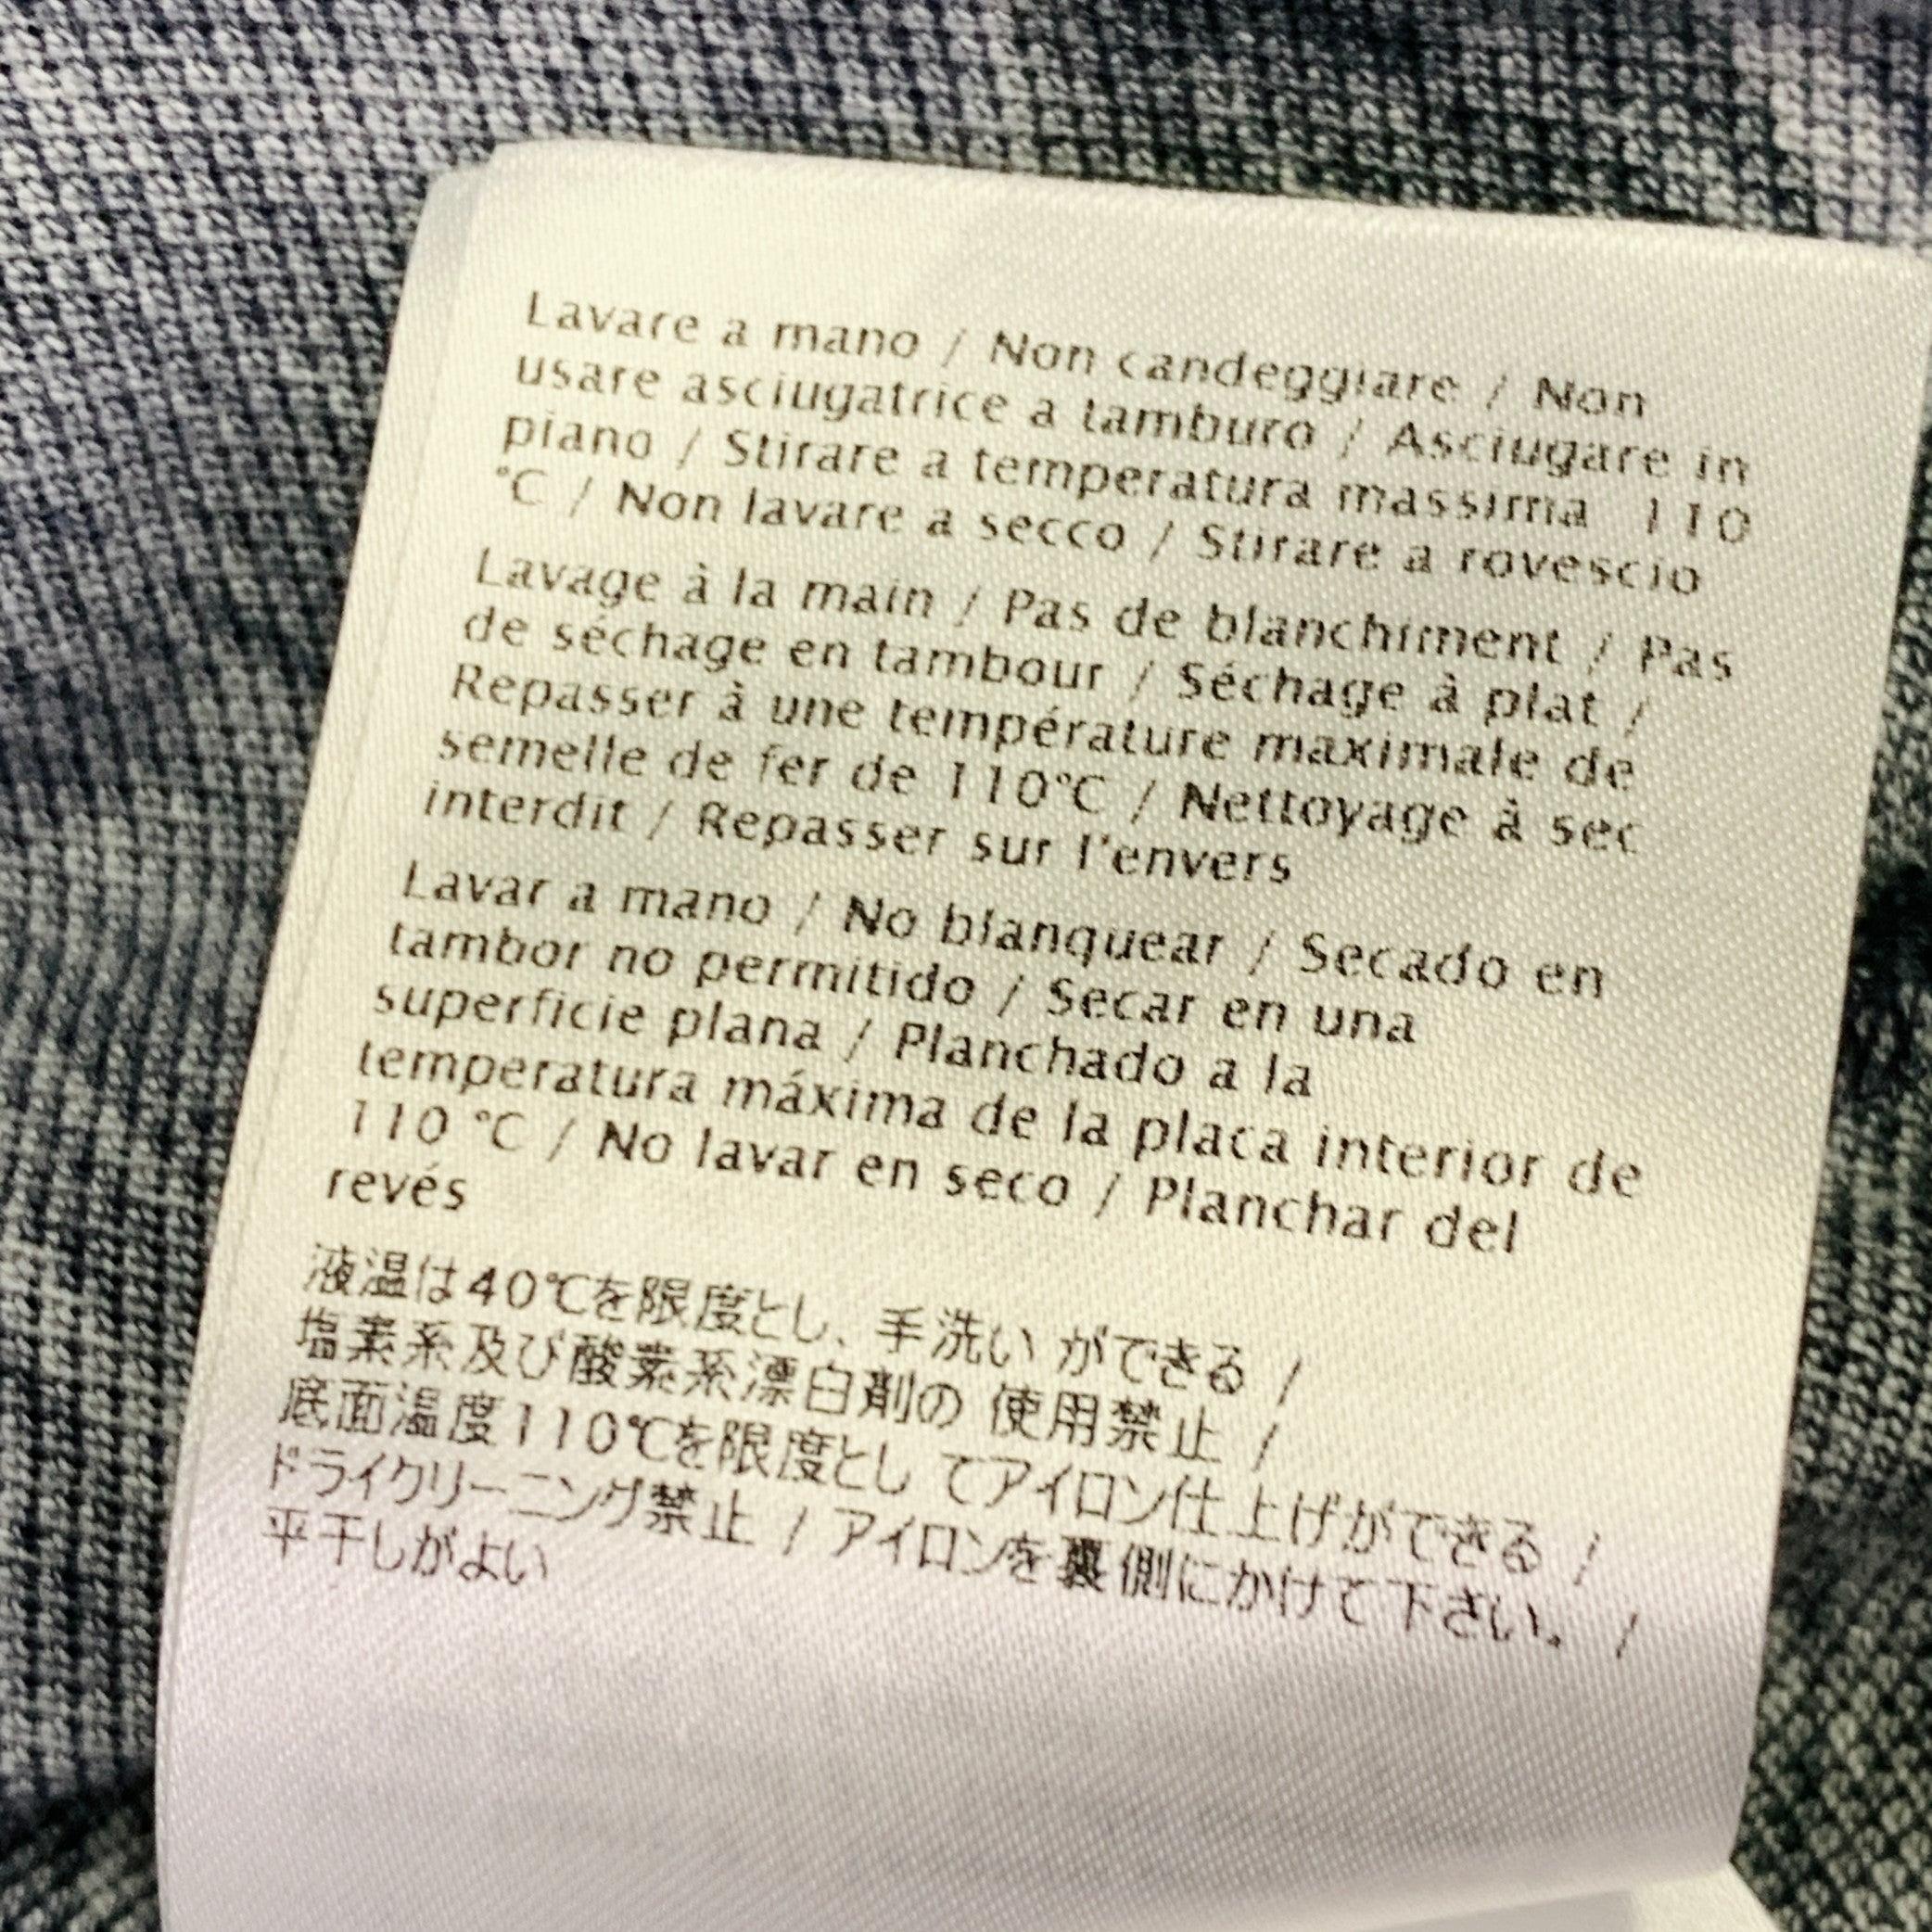 Lavare a mano / Non candeggiare / Non
usare asciugatrice a tamburo / Asciugare in
piano / Stirare a temperatura massima 110
°C / Non lavare a secco / Stirare a rovescio
Lavage à la main / Pas de blanchiment / Pas
de séchage en tambour / Séchage à plat /
Repasser à une température maximale de
semelle de fer de 110°C / Nettoyage à sec
interdit / Repasser sur l'envers
Lavar a mano / No blanquear / Secado en
tambor no permitido / Secar en una
superficie plana / Planchado a la
temperatura máxima de la placa interior de
110 °C / No lavar en seco / Planchar del
revés
液温は40℃を限度とし、手洗い ができる /
塩素系及び酸素系漂白剤の 使用禁止 /
底面温度110℃を限度とし てアイロン仕上げができる /
ドライクリーニング禁止 / アイロンを裏側にかけて下さい。 /
平干しがよい